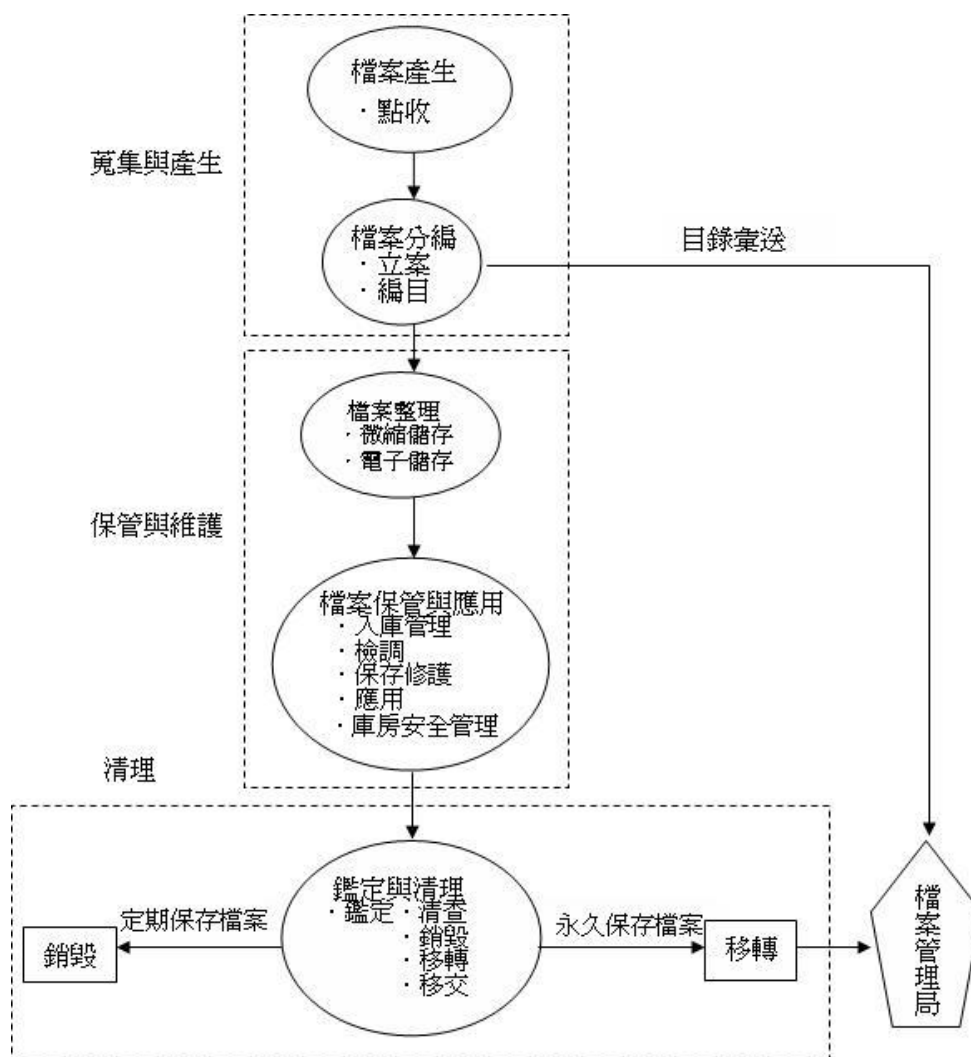 檔案產生
・點收
蒐集與產生
檔案分編
・立案
・編目
目錄彙送
檔案整理
・微縮儲存
・電子儲存
保管與維護
檔案保管與應用
・入庫管理
・檢調
・保存修護
・應用
・庫房安全管理
清理
鑑定與清理
・鑑定・清查
・銷毀
・移轉
・移交
定期保存檔案
銷毀
永久保存檔案
移轉
檔案管理局